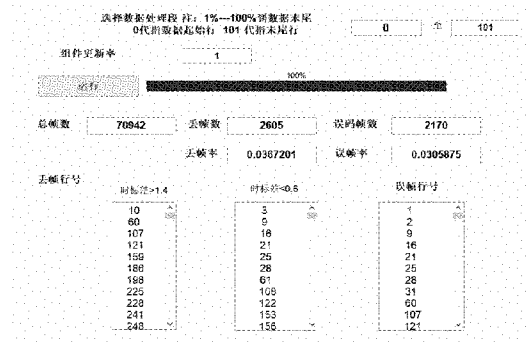 选择数据处理段 注：1%---100%到数据末尾
0代指数据起始行 101 代指末尾行
0 至 101
组件更新率 1
运行
100%
总帧数 70942 丢帧数 2605 误码帧数 2170
丢帧率 0.0367201 误帧率 0.0305875
丢帧行号
时标差>1.4 时标差<0.6 误帧行号
10 3 1
60 9 2
107 16 9
121 21 16
159 25 21
186 28 25
198 61 28
225 106 31
228 122 60
241 153 107
248 156 121